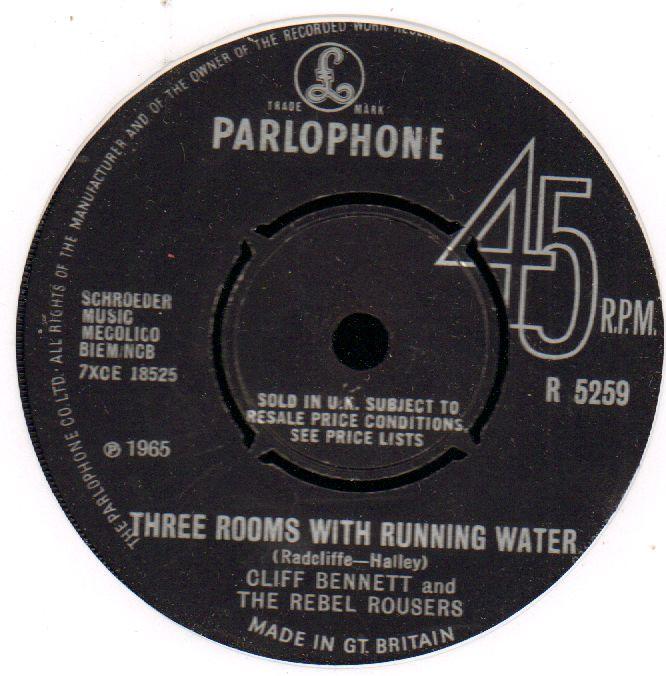 THE PARLOPHONE CO. LTD. · ALL RIGHTS OF THE MANUFACTURER AND OF THE OWNER OF THE RECORDED WORK
£
TRADE MARK
PARLOPHONE
45
R.P.M.
SCHROEDER
MUSIC
MECOLICO
BIEM/NCB
7XCE 18525
R 5259
SOLD IN U.K. SUBJECT TO
RESALE PRICE CONDITIONS,
SEE PRICE LISTS
℗ 1965
THREE ROOMS WITH RUNNING WATER
(Radcliffe—Halley)
CLIFF BENNETT and
THE REBEL ROUSERS
MADE IN GT. BRITAIN